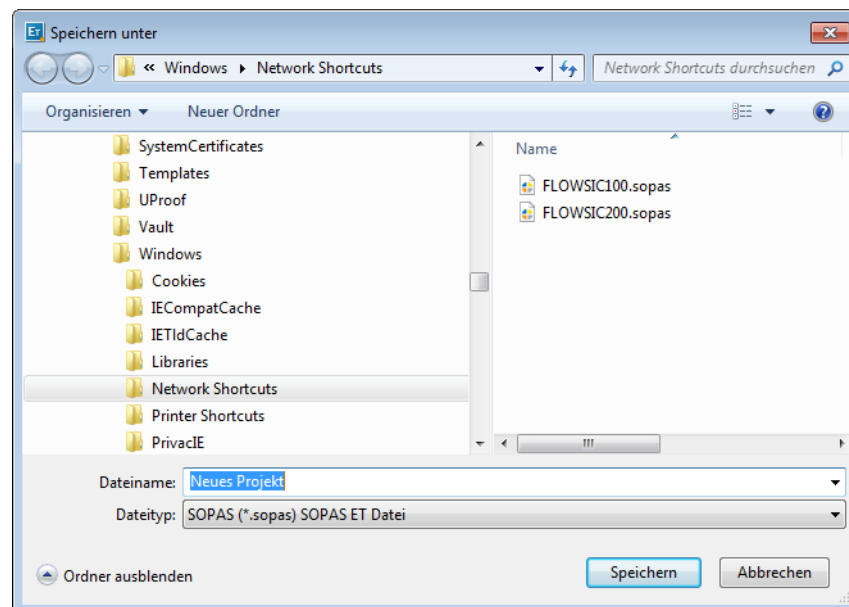 ET Speichern unter
« Windows Network Shortcuts Network Shortcuts durchsuchen
Organisieren Neuer Ordner
SystemCertificates
Templates
UProof
Vault
Windows
Cookies
IECompatCache
IETldCache
Libraries
Network Shortcuts
Printer Shortcuts
PrivacIE
Name
FLOWSIC100.sopas
FLOWSIC200.sopas
Dateiname: Neues Projekt
Dateityp: SOPAS (*.sopas) SOPAS ET Datei
Ordner ausblenden Speichern Abbrechen